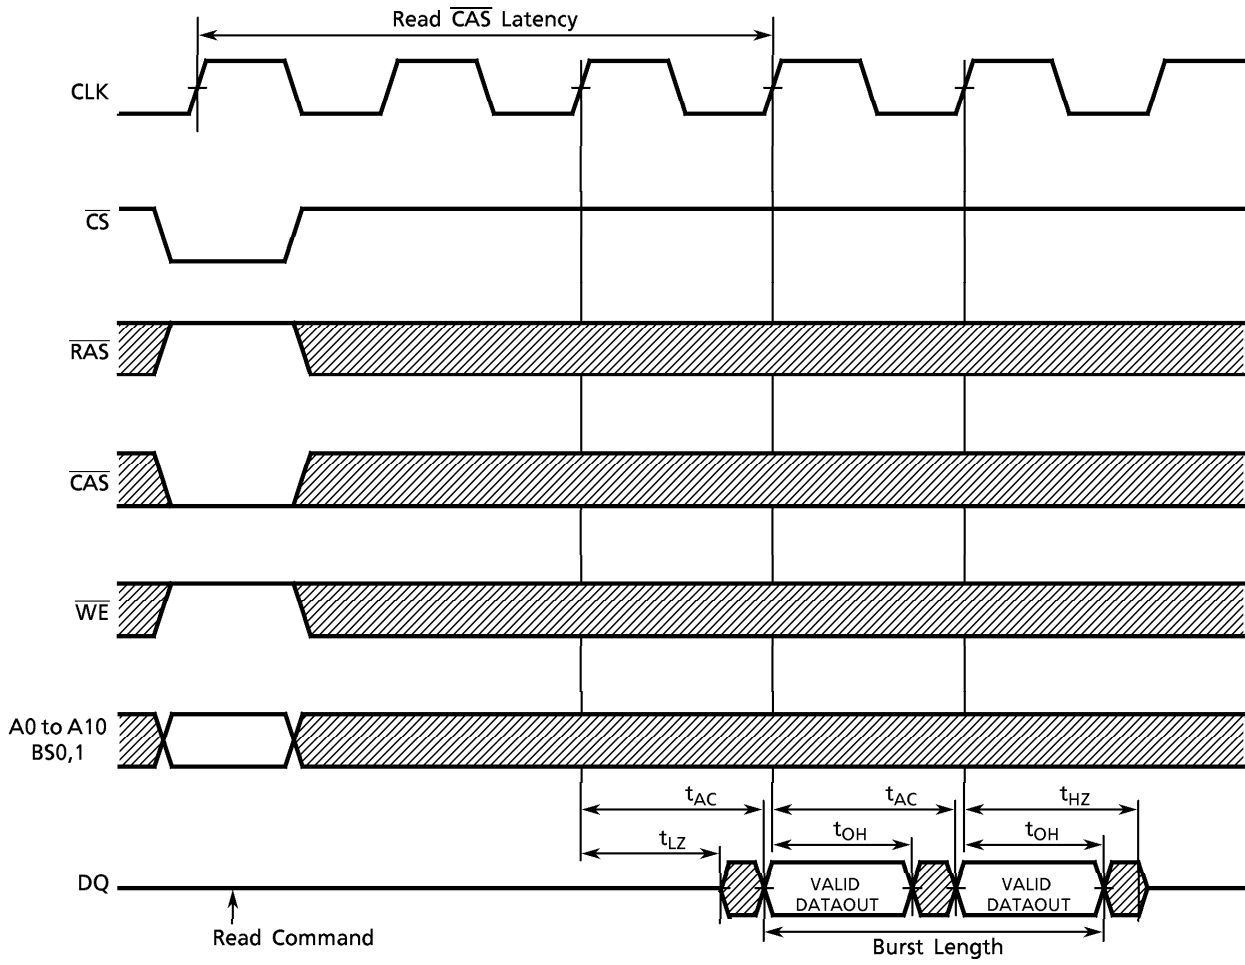 Read CAS Latency
CLK
CS
RAS
CAS
WE
A0 to A10
BS0,1
tAC
tAC
tHZ
tLZ
tOH
tOH
DQ
VALID
DATAOUT
VALID
DATAOUT
Read Command
Burst Length